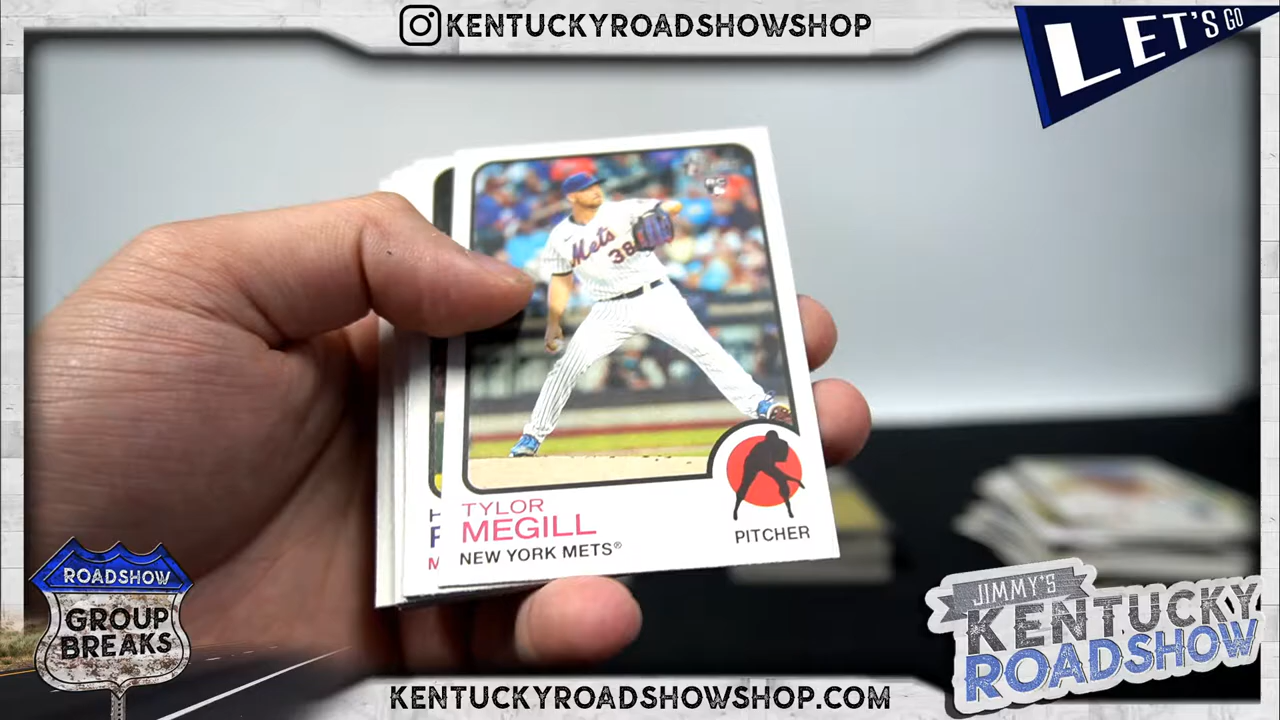 KENTUCKYROADSHOWSHOP
LET'S GO
Mets
38
RC
TYLOR
MEGILL
NEW YORK METS®
PITCHER
ROADSHOW
GROUP
BREAKS
JIMMY'S
KENTUCKY
ROADSHOW
KENTUCKYROADSHOWSHOP.COM